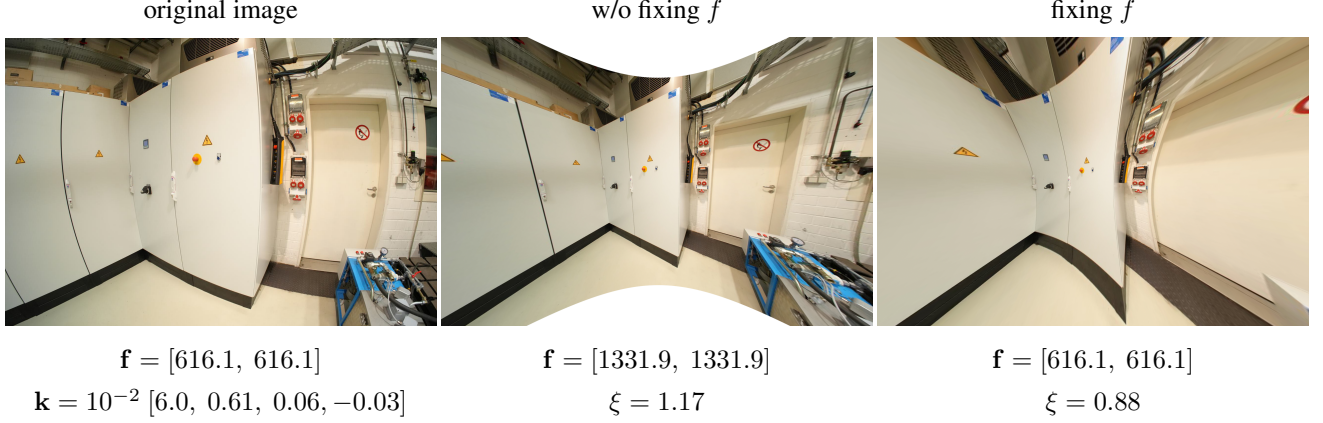 original image
w/o fixing f
fixing f
f = [616.1, 616.1]
f = [1331.9, 1331.9]
f = [616.1, 616.1]
k = 10⁻² [6.0, 0.61, 0.06, −0.03]
ξ = 1.17
ξ = 0.88